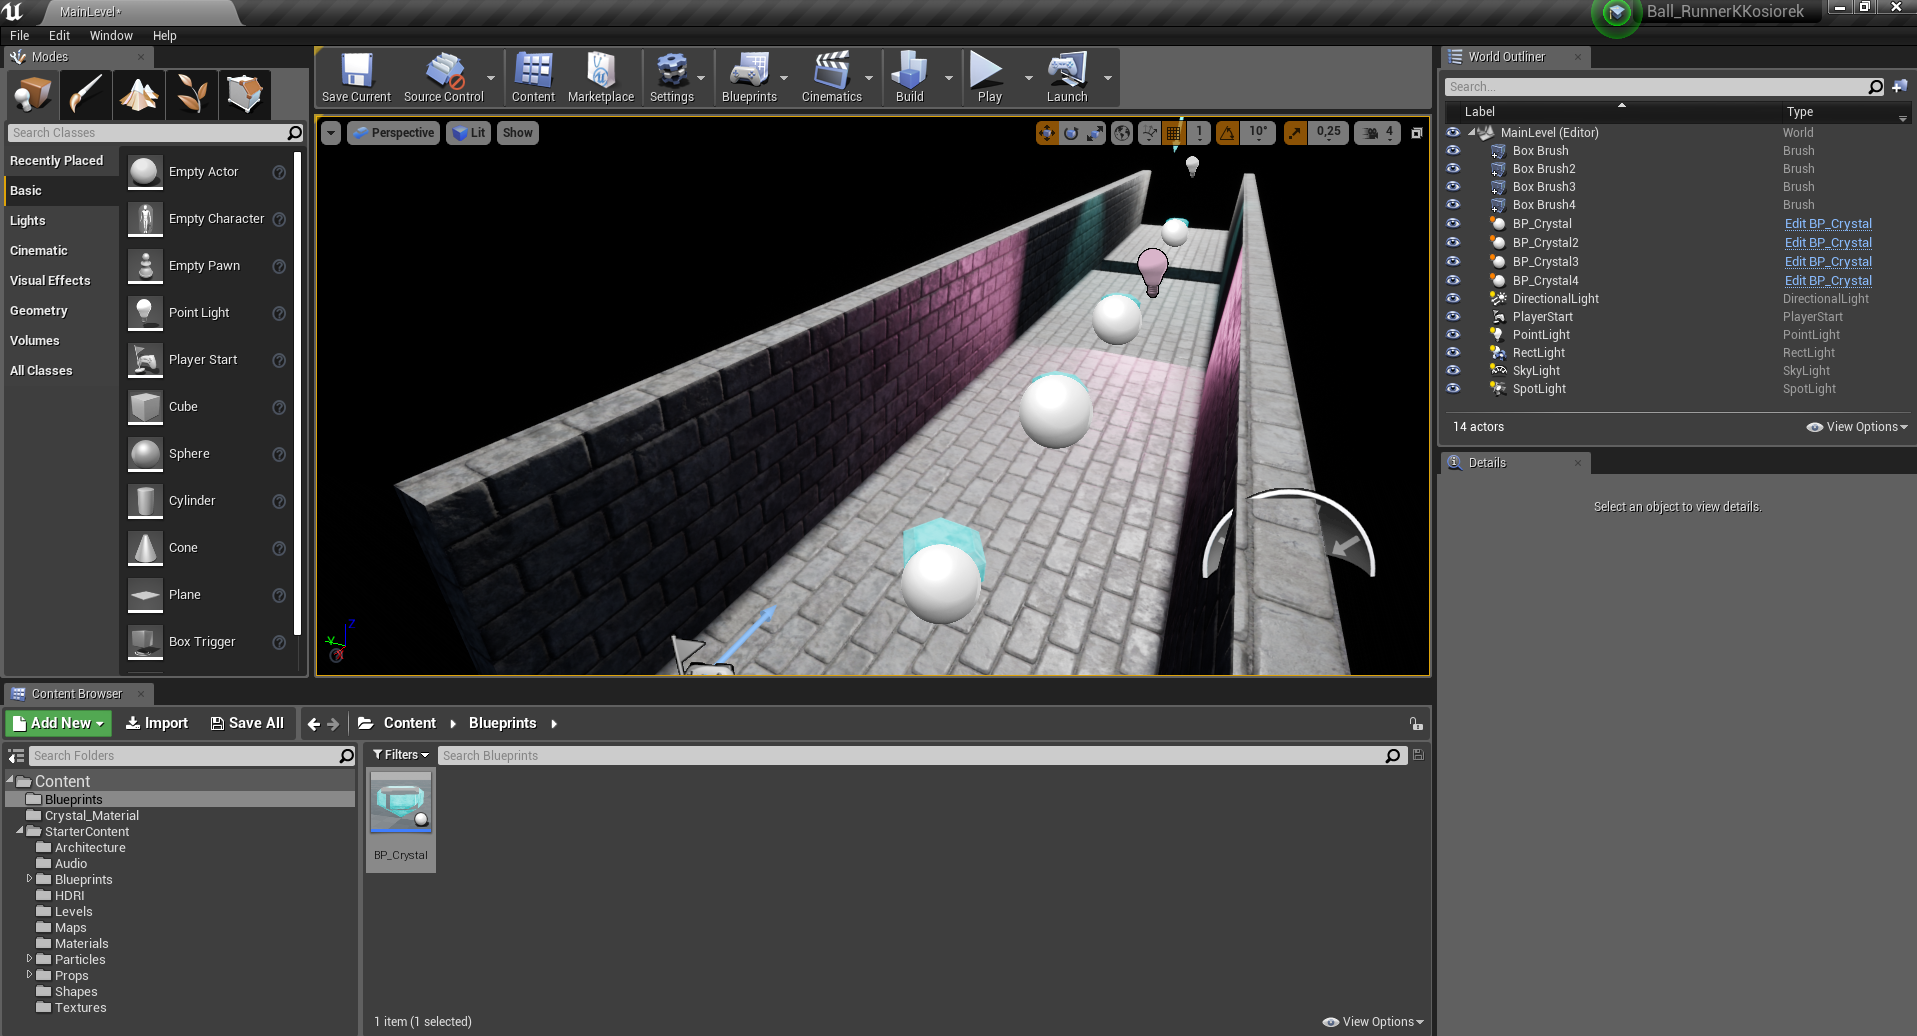 MainLevel*
Ball_RunnerKKosiorek
File Edit Window Help
Modes
Search Classes
Recently Placed
Basic
Lights
Cinematic
Visual Effects
Geometry
Volumes
All Classes
Empty Actor
Empty Character
Empty Pawn
Point Light
Player Start
Cube
Sphere
Cylinder
Cone
Plane
Box Trigger
Save Current
Source Control
Content
Marketplace
Settings
Blueprints
Cinematics
Build
Play
Launch
Perspective
Lit
Show
1
10°
0,25
4
Z
Y
World Outliner
Search...
Label Type
MainLevel (Editor) World
Box Brush Brush
Box Brush2 Brush
Box Brush3 Brush
Box Brush4 Brush
BP_Crystal Edit BP_Crystal
BP_Crystal2 Edit BP_Crystal
BP_Crystal3 Edit BP_Crystal
BP_Crystal4 Edit BP_Crystal
DirectionalLight DirectionalLight
PlayerStart PlayerStart
PointLight PointLight
RectLight RectLight
SkyLight SkyLight
SpotLight SpotLight
14 actors
View Options
Details
Select an object to view details.
Content Browser
Add New
Import
Save All
Content
Blueprints
Search Folders
Content
Blueprints
Crystal_Material
StarterContent
Architecture
Audio
Blueprints
HDRI
Levels
Maps
Materials
Particles
Props
Shapes
Textures
Filters
Search Blueprints
BP_Crystal
1 item (1 selected)
View Options